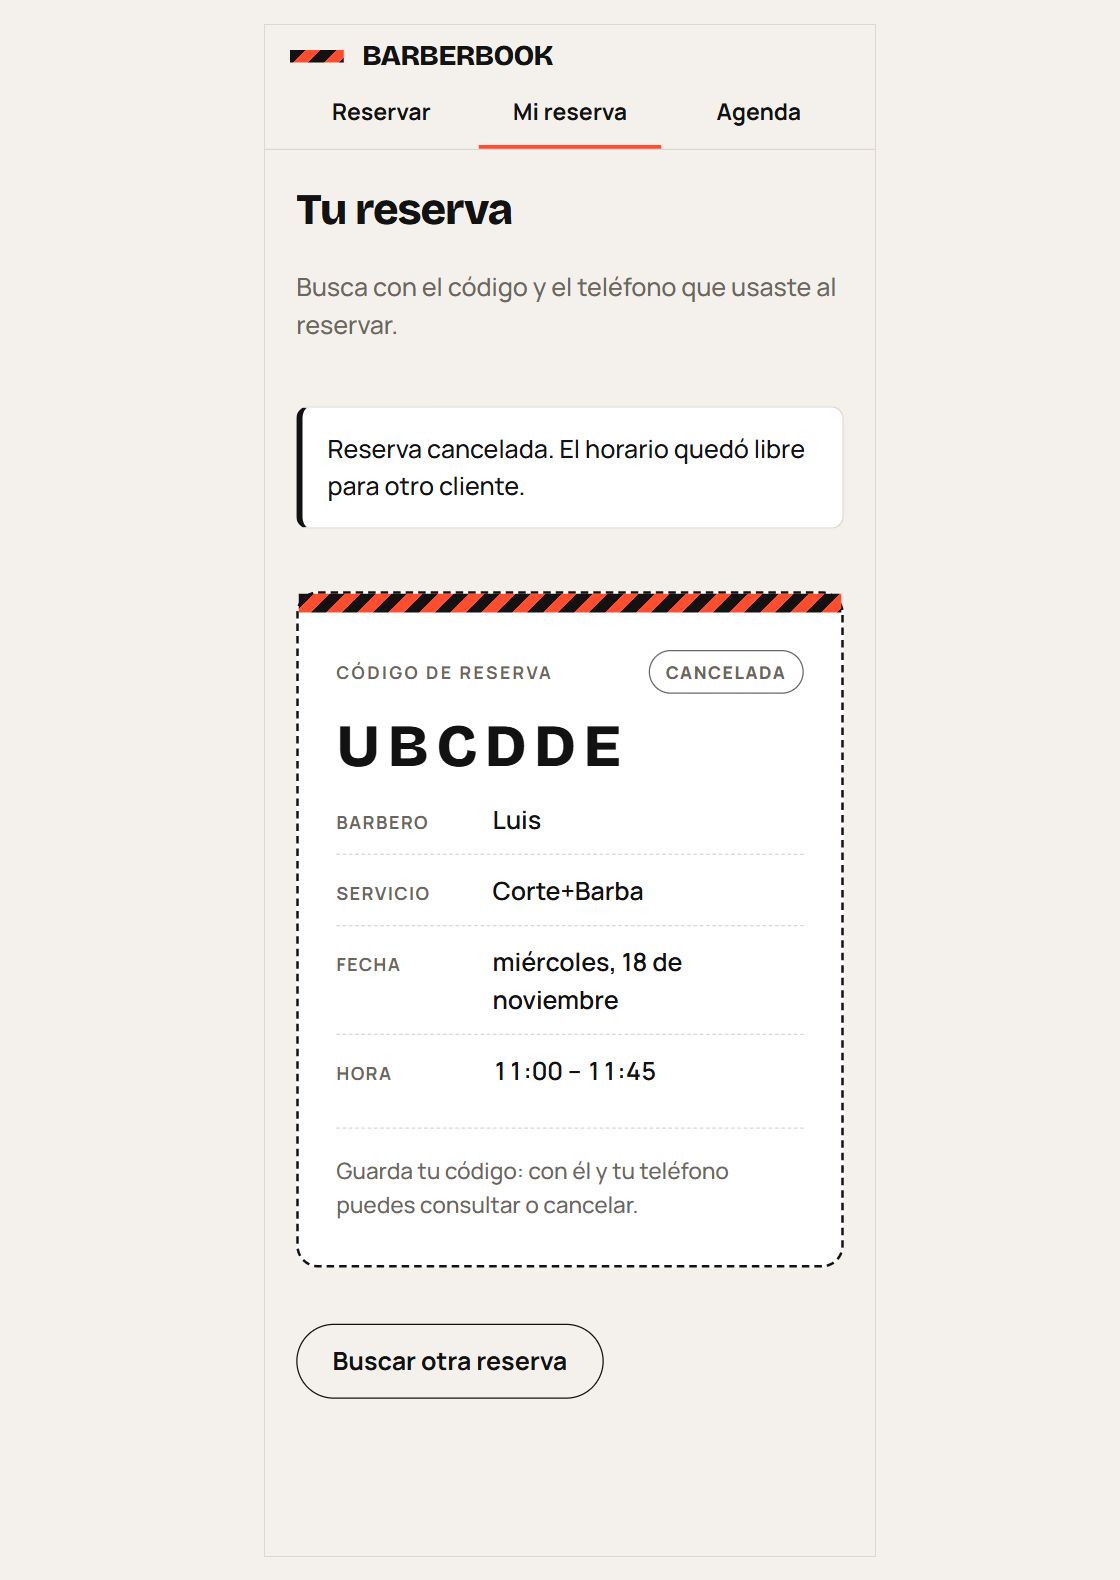 BARBERBOOK
Reservar Mi reserva Agenda
Tu reserva
Busca con el código y el teléfono que usaste al
reservar.
Reserva cancelada. El horario quedó libre
para otro cliente.
CÓDIGO DE RESERVA CANCELADA
UBCDDE
BARBERO Luis
SERVICIO Corte+Barba
FECHA miércoles, 18 de
noviembre
HORA 11:00 – 11:45
Guarda tu código: con él y tu teléfono
puedes consultar o cancelar.
Buscar otra reserva